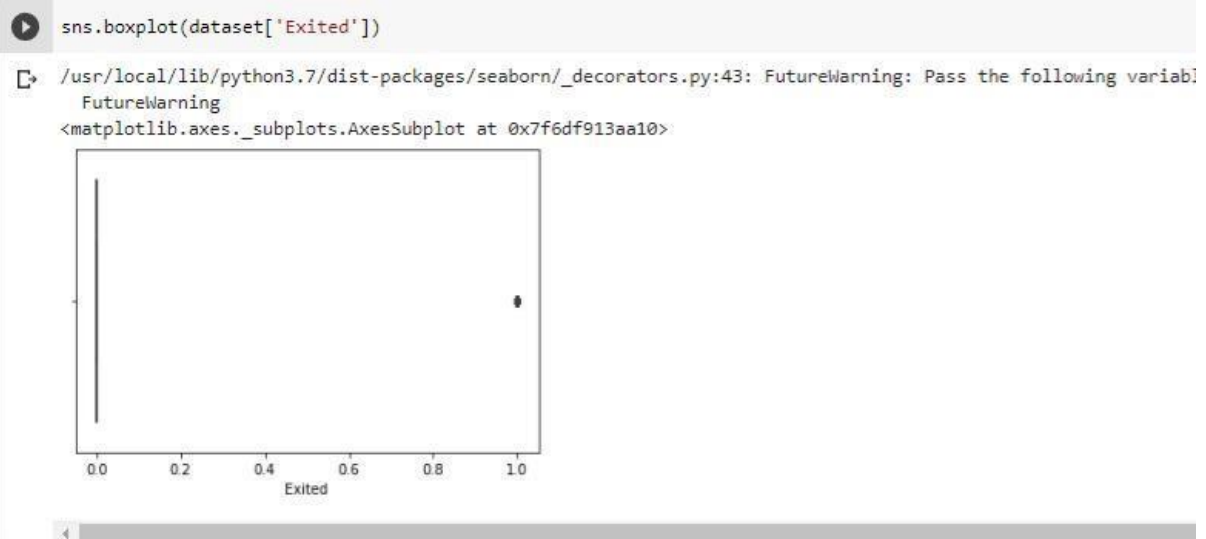 sns.boxplot(dataset['Exited'])
/usr/local/lib/python3.7/dist-packages/seaborn/_decorators.py:43: FutureWarning: Pass the following
FutureWarning
<matplotlib.axes._subplots.AxesSubplot at 0x7f6df913aa10>
0.0 0.2 0.4 0.6 0.8 1.0
Exited